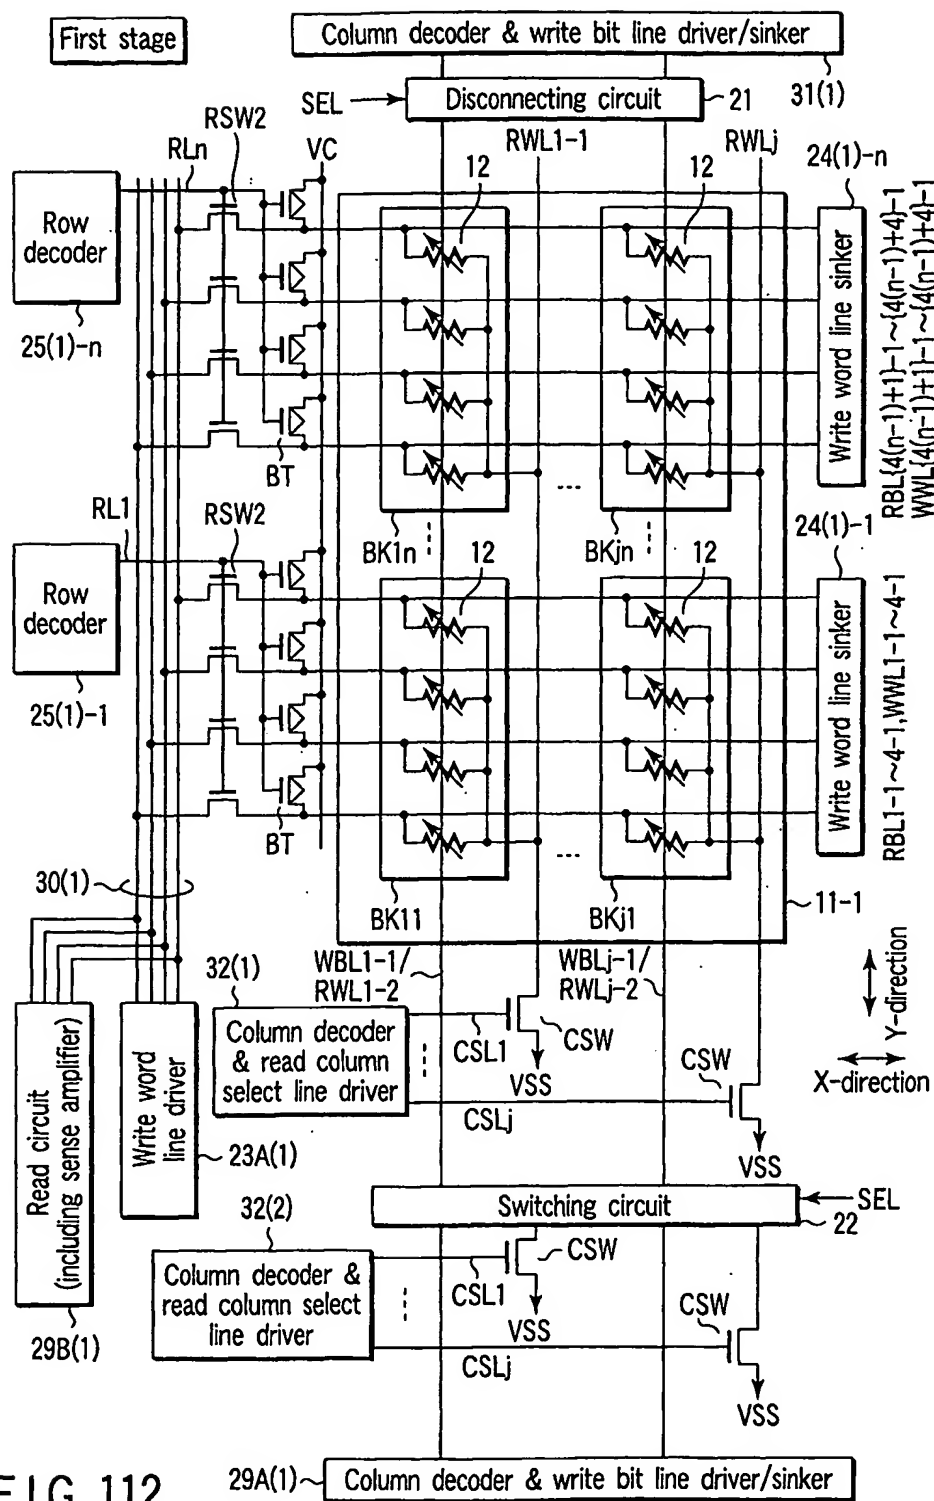 First stage
Column decoder & write bit line driver/sinker
31(1)
SEL
Disconnecting circuit
21
RSW2
RLn
VC
RWL1-1
RWLj
24(1)-n
12
12
Row
decoder
25(1)-n
Write word line sinker
RBL{4(n-1)+1}-1~{4(n-1)+4}-1
WWL{4(n-1)+1}-1~{4(n-1)+4}-1
BT
...
BK1n
BKjn
RL1
RSW2
24(1)-1
12
12
Row
decoder
25(1)-1
Write word line sinker
RBL1-1~4-1,WWL1-1~4-1
BT
...
30(1)
BK11
BKj1
11-1
WBL1-1/
RWL1-2
WBLj-1/
RWLj-2
Y-direction
X-direction
32(1)
Column decoder
& read column
select line driver
CSL1
CSW
VSS
CSW
CSLj
VSS
Read circuit
(including sense amplifier)
29B(1)
Write word
line driver
23A(1)
Switching circuit
SEL
22
32(2)
Column decoder &
read column select
line driver
CSL1
CSW
VSS
CSW
CSLj
VSS
29A(1)
Column decoder & write bit line driver/sinker
FIG. 112